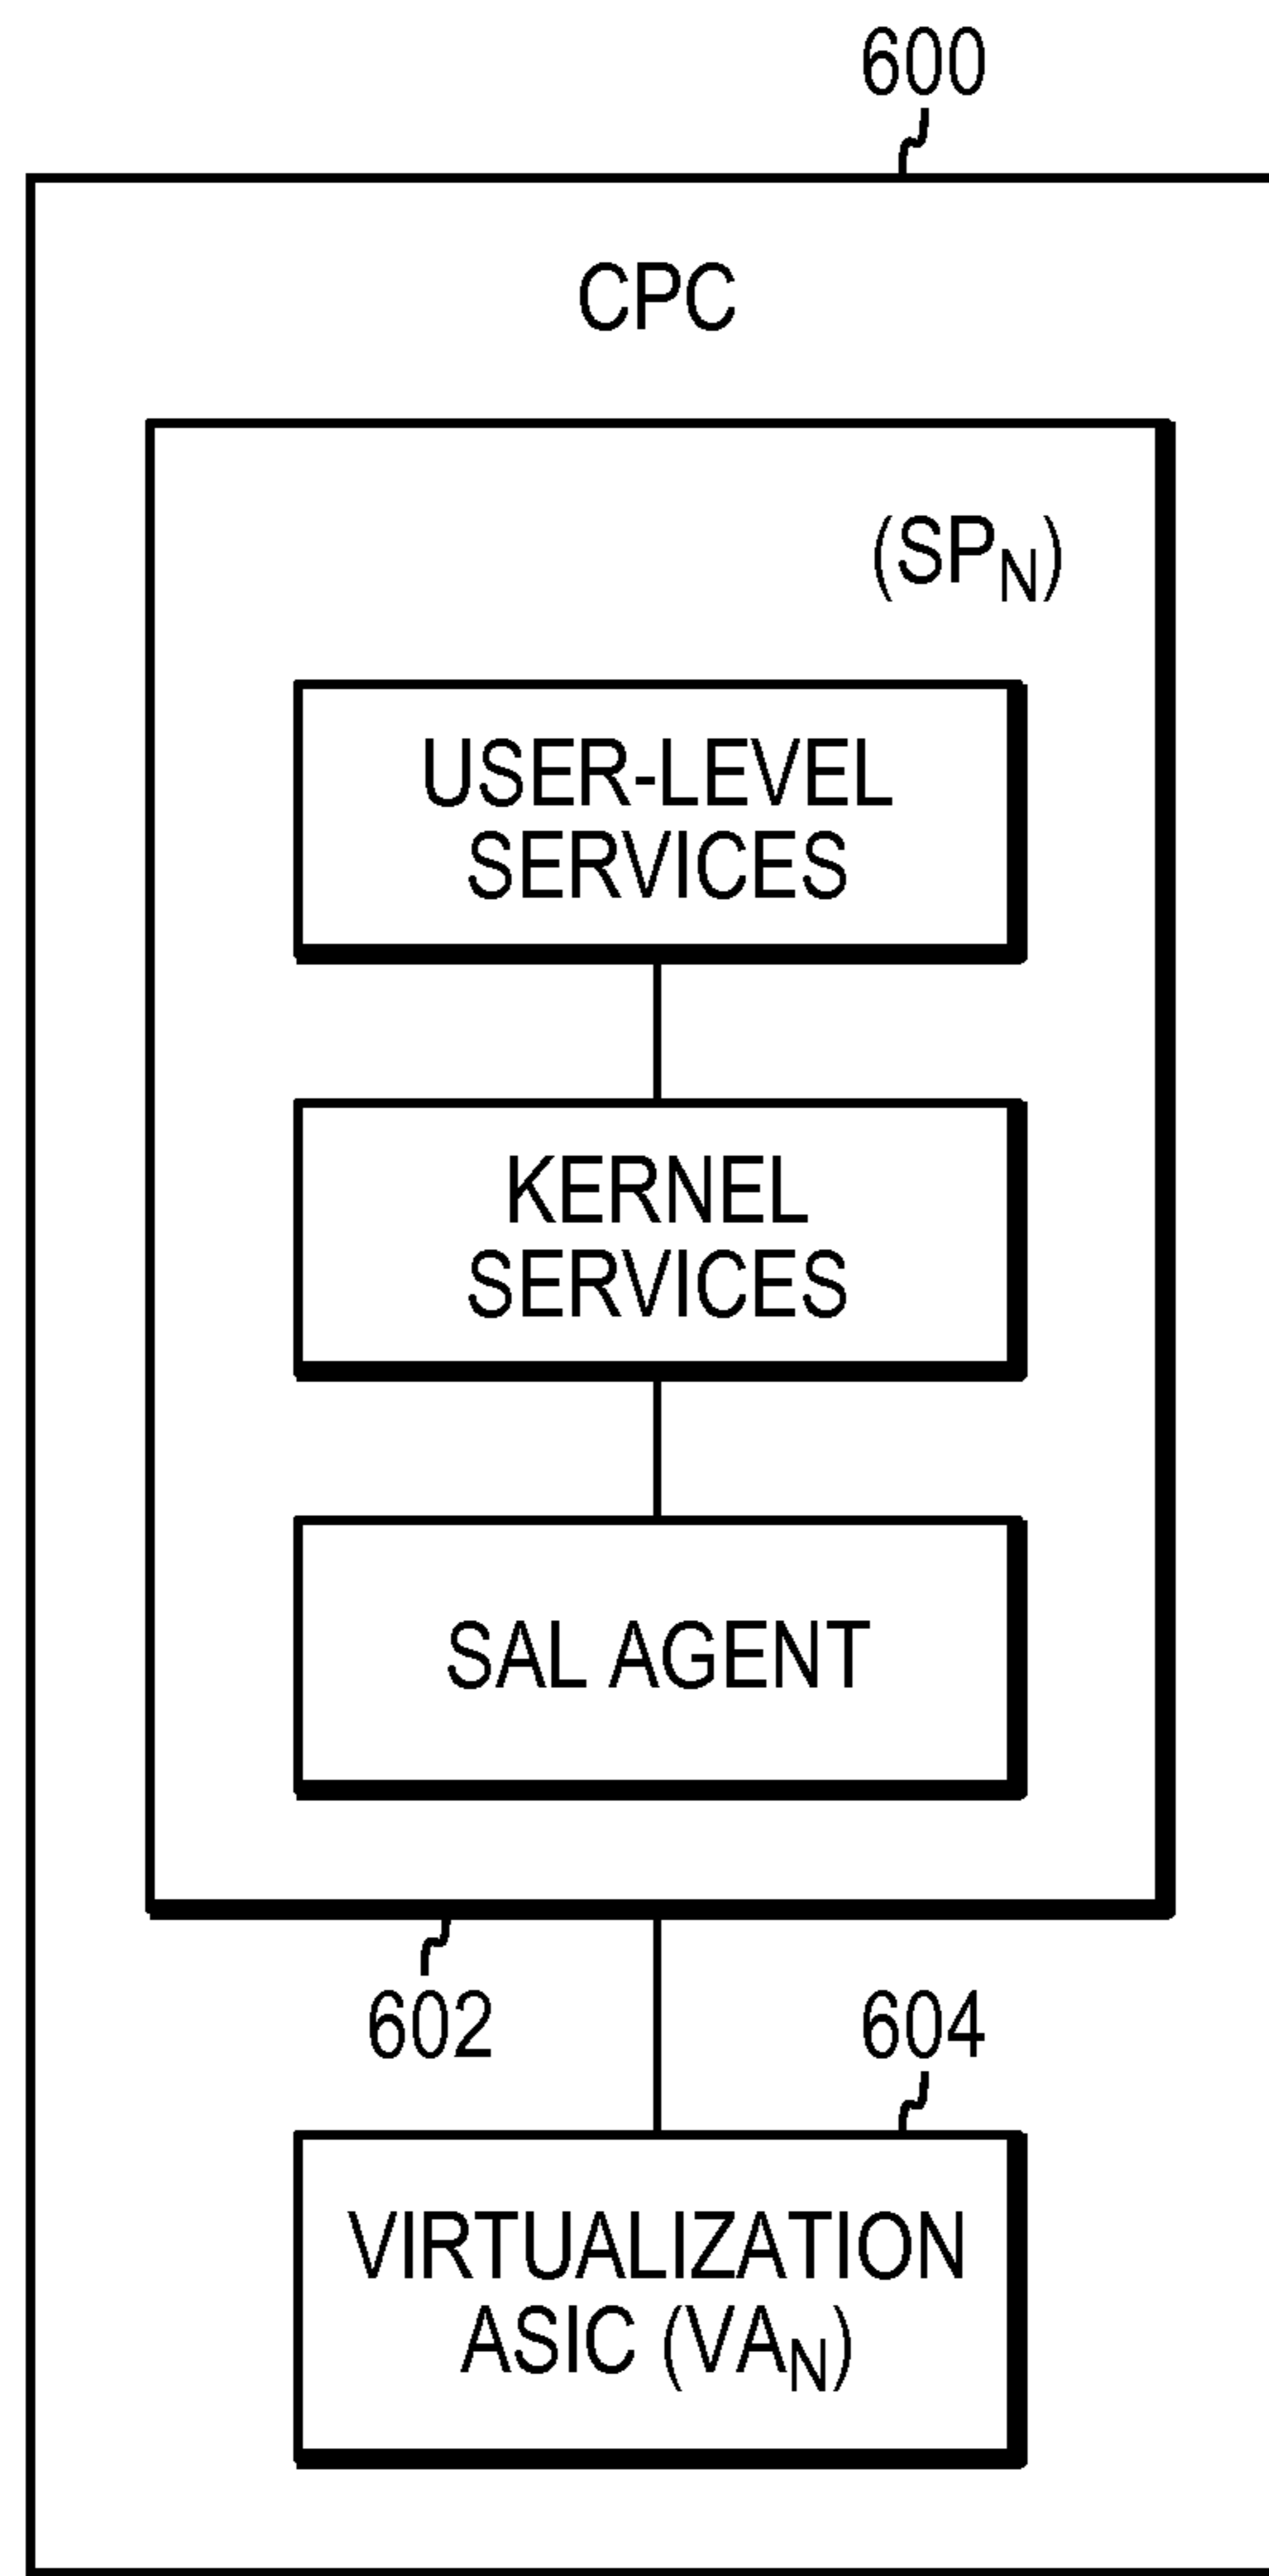 600
CPC
(SPN)
USER-LEVEL
SERVICES
KERNEL
SERVICES
SAL AGENT
602
604
VIRTUALIZATION
ASIC (VAN)